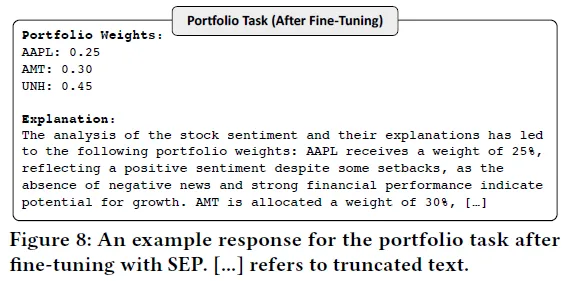 Portfolio Task (After Fine-Tuning)
Portfolio Weights:
AAPL: 0.25
AMT: 0.30
UNH: 0.45
Explanation:
The analysis of the stock sentiment and their explanations has led
to the following portfolio weights: AAPL receives a weight of 25%,
reflecting a positive sentiment despite some setbacks, as the
absence of negative news and strong financial performance indicate
potential for growth. AMT is allocated a weight of 30%, […]
Figure 8: An example response for the portfolio task after
fine-tuning with SEP. […] refers to truncated text.